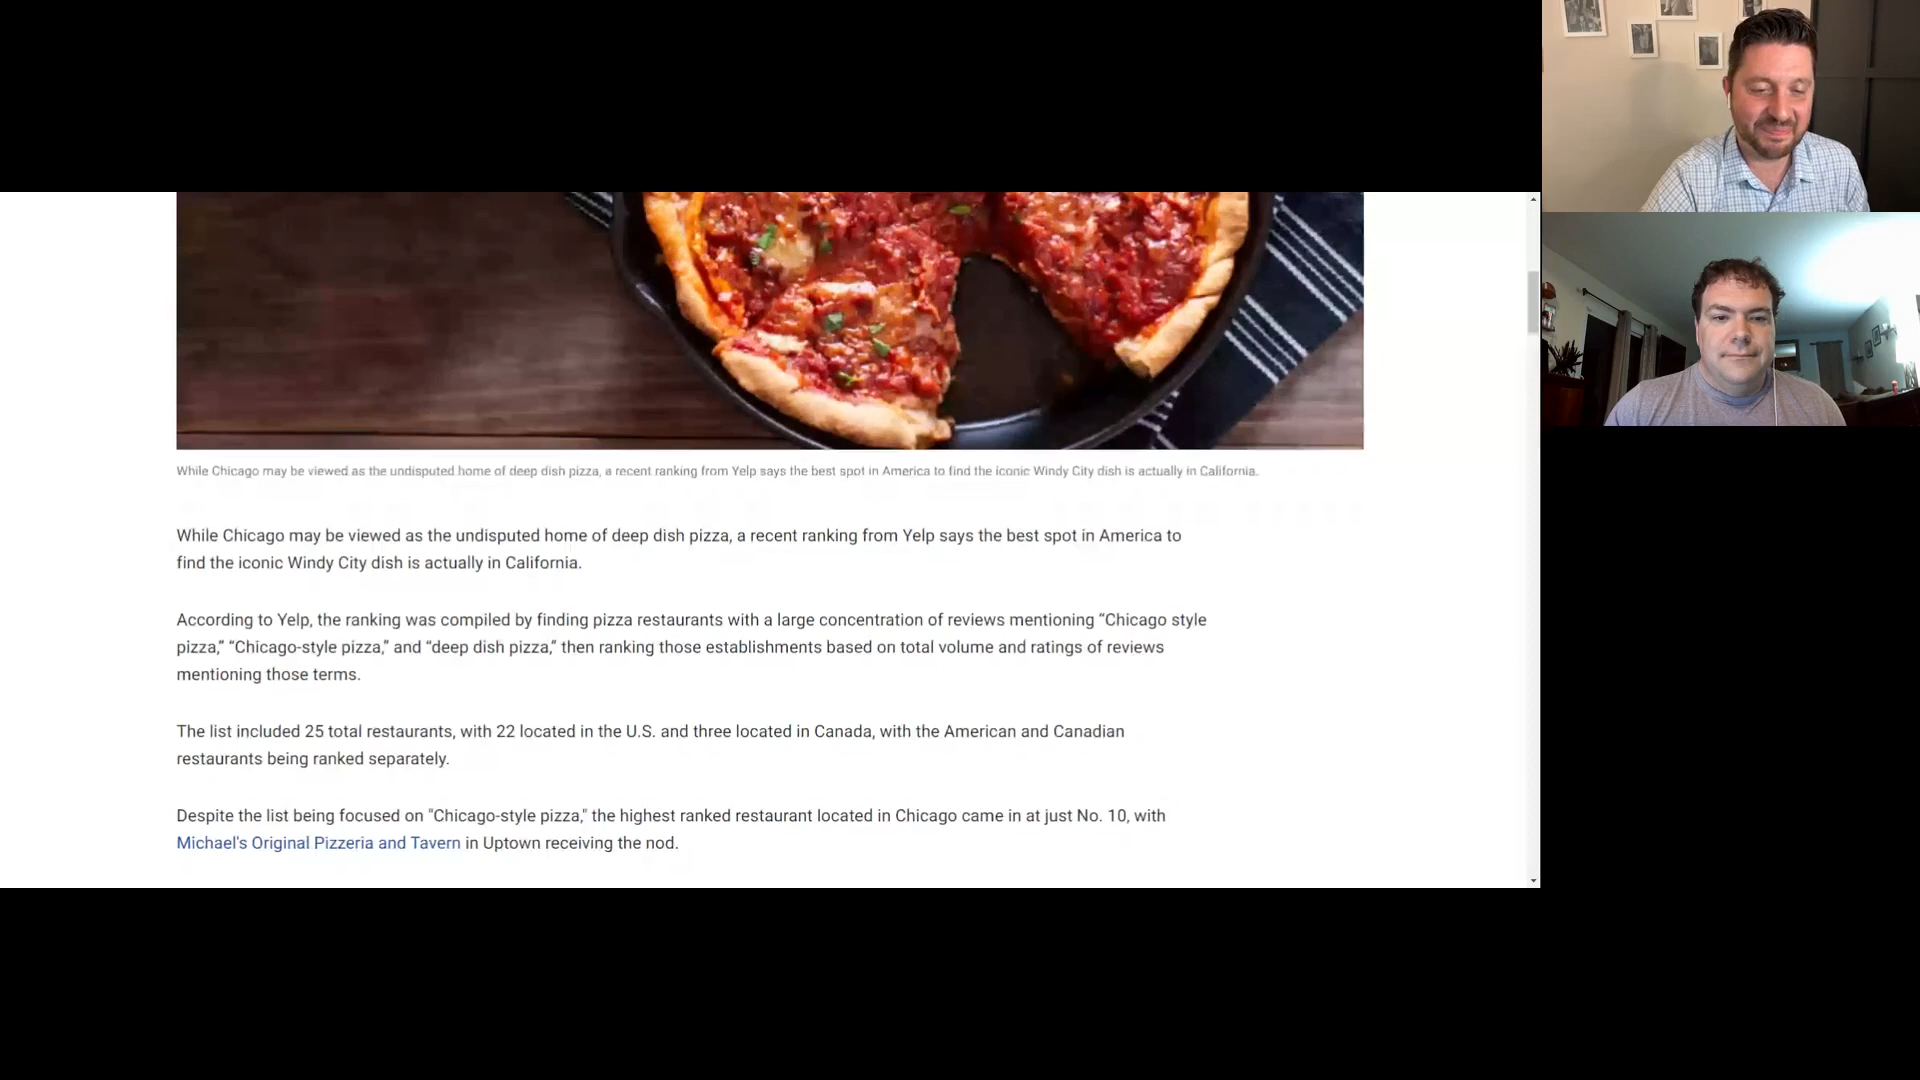 While Chicago may be viewed as the undisputed home of deep dish pizza, a recent ranking from Yelp says the best spot in America to find the iconic Windy City dish is actually in California.
While Chicago may be viewed as the undisputed home of deep dish pizza, a recent ranking from Yelp says the best spot in America to
find the iconic Windy City dish is actually in California.
According to Yelp, the ranking was compiled by finding pizza restaurants with a large concentration of reviews mentioning “Chicago style
pizza,” “Chicago-style pizza,” and “deep dish pizza,” then ranking those establishments based on total volume and ratings of reviews
mentioning those terms.
The list included 25 total restaurants, with 22 located in the U.S. and three located in Canada, with the American and Canadian
restaurants being ranked separately.
Despite the list being focused on "Chicago-style pizza," the highest ranked restaurant located in Chicago came in at just No. 10, with
Michael's Original Pizzeria and Tavern in Uptown receiving the nod.